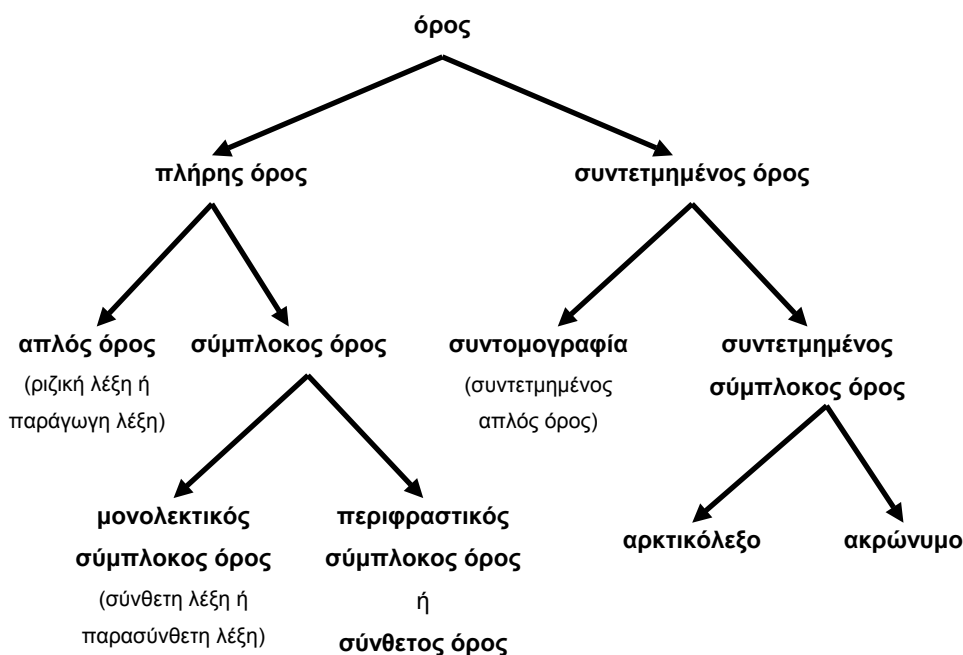 όρος
πλήρης όρος
συντετμημένος όρος
απλός όρος
(ριζική λέξη ή
παράγωγη λέξη)
σύμπλοκος όρος
συντομογραφία
(συντετμημένος
απλός όρος)
συντετμημένος
σύμπλοκος όρος
μονολεκτικός
σύμπλοκος όρος
(σύνθετη λέξη ή
παρασύνθετη λέξη)
περιφραστικός
σύμπλοκος όρος
ή
σύνθετος όρος
αρκτικόλεξο
ακρώνυμο